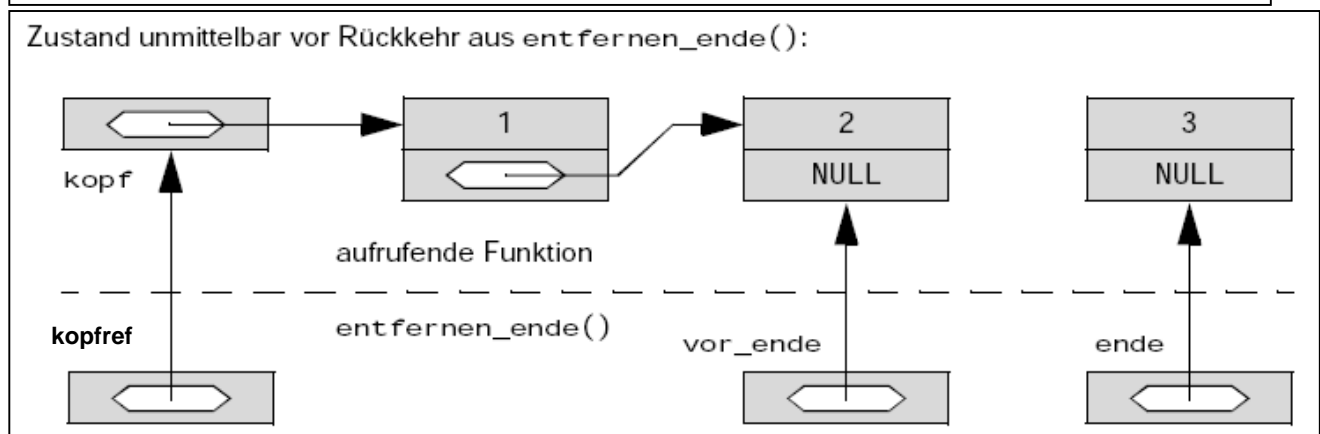 Zustand unmittelbar vor Rückkehr aus entfernen_ende():
1
2
3
kopf
NULL
NULL
aufrufende Funktion
kopfref
entfernen_ende()
vor_ende
ende